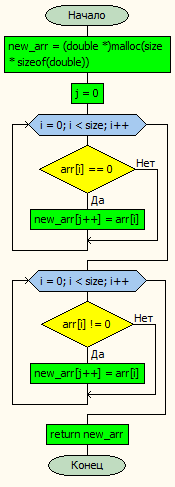 Начало
new_arr = (double *)malloc(size
* sizeof(double))
j = 0
i = 0; i < size; i++
arr[i] == 0
Нет
Да
new_arr[j++] = arr[i]
i = 0; i < size; i++
arr[i] != 0
Нет
Да
new_arr[j++] = arr[i]
return new_arr
Конец